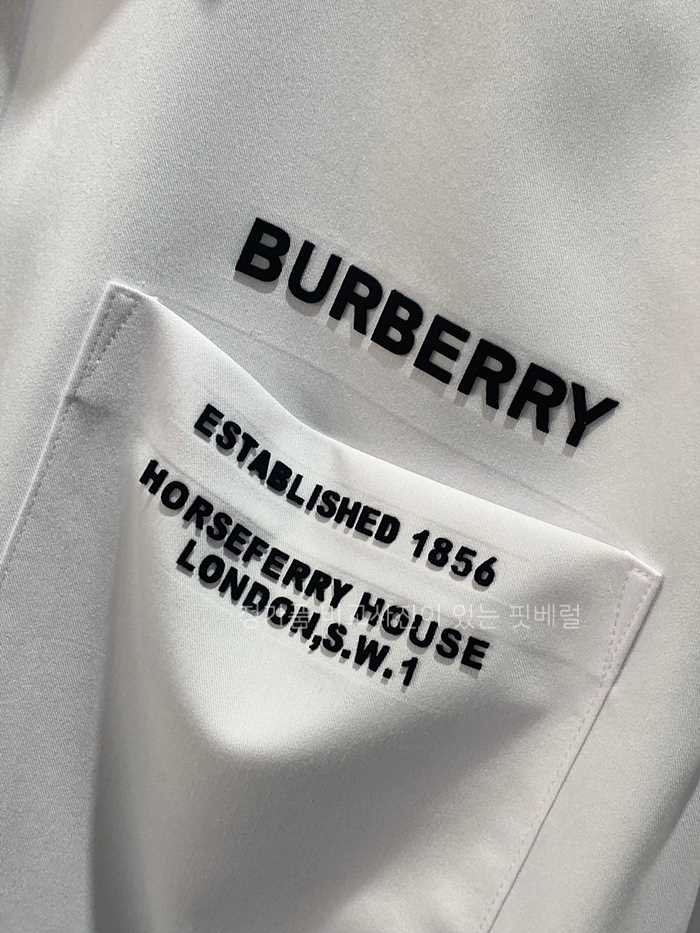 BURBERRY
ESTABLISHED 1856
HORSEFERRY HOUSE
LONDON,S.W.1
있는 핏베럴